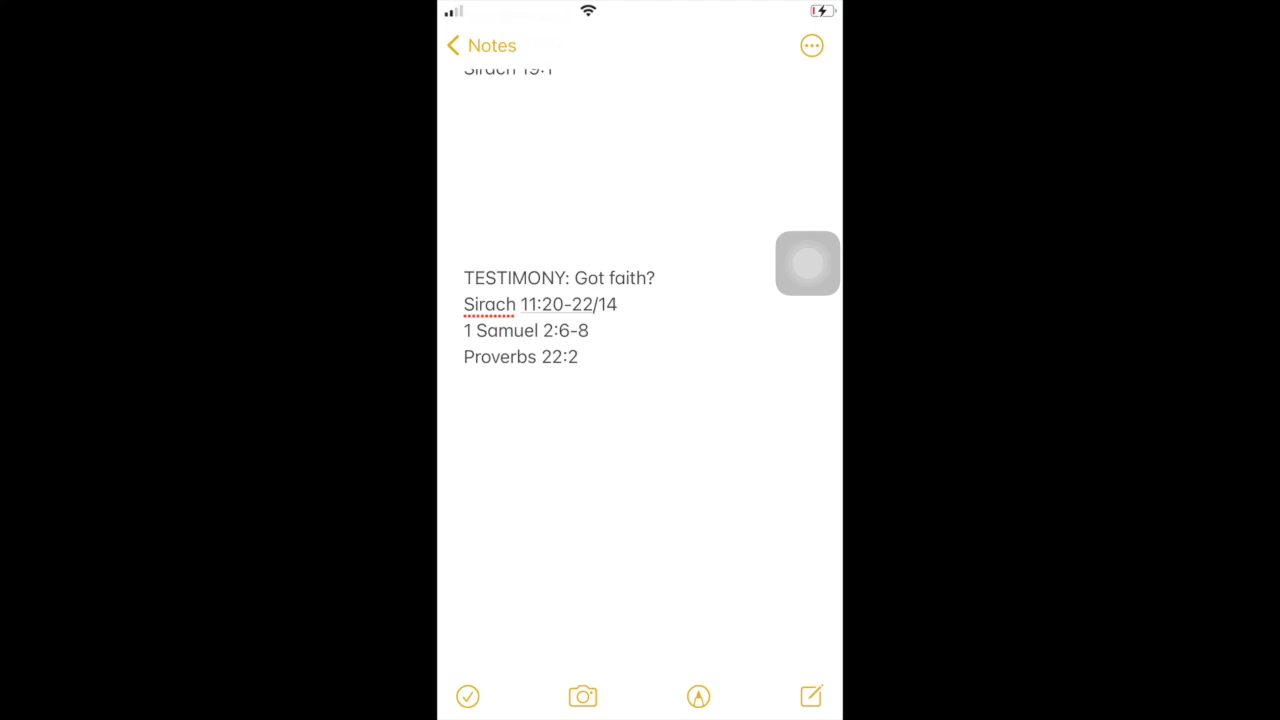 Notes
Sirach 19:1
TESTIMONY: Got faith?
Sirach 11:20-22/14
1 Samuel 2:6-8
Proverbs 22:2